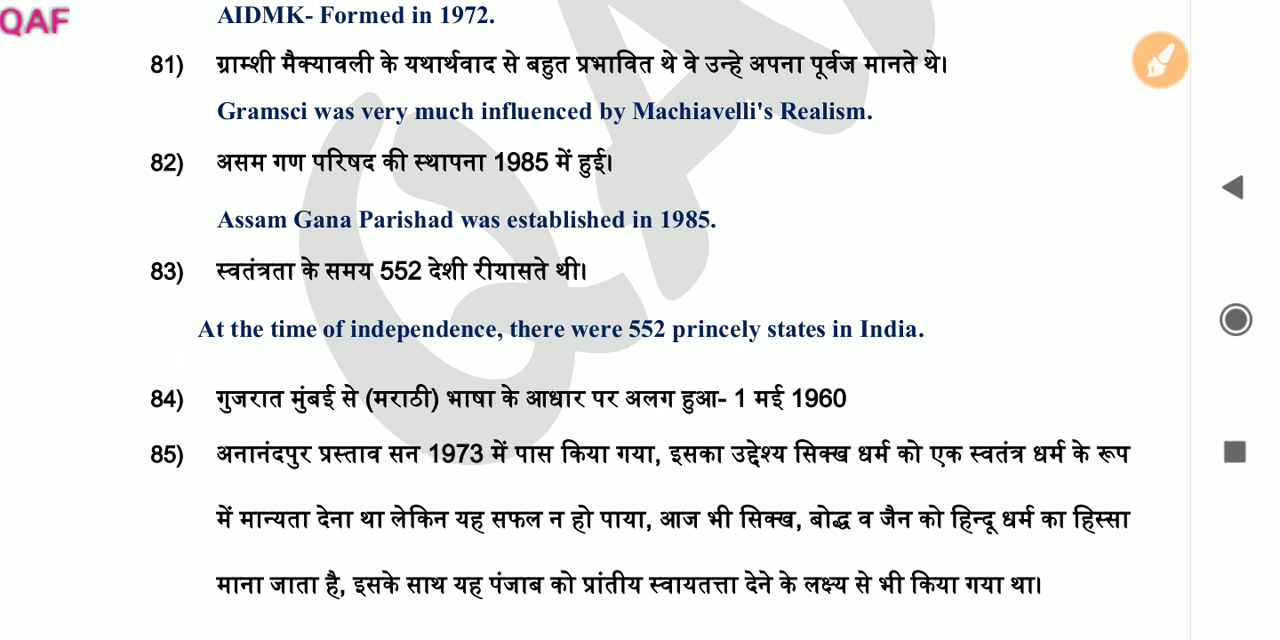 QAF
AIDMK- Formed in 1972.
81) ग्राम्शी मैक्यावली के यथार्थवाद से बहुत प्रभावित थे वे उन्हे अपना पूर्वज मानते थे।
Gramsci was very much influenced by Machiavelli's Realism.
82) असम गण परिषद की स्थापना 1985 में हुई।
Assam Gana Parishad was established in 1985.
83) स्वतंत्रता के समय 552 देशी रीयासते थी।
At the time of independence, there were 552 princely states in India.
84) गुजरात मुंबई से (मराठी) भाषा के आधार पर अलग हुआ- 1 मई 1960
85) अनानंदपुर प्रस्ताव सन 1973 में पास किया गया, इसका उद्देश्य सिक्ख धर्म को एक स्वतंत्र धर्म के रूप
में मान्यता देना था लेकिन यह सफल न हो पाया, आज भी सिक्ख, बोद्ध व जैन को हिन्दू धर्म का हिस्सा
माना जाता है, इसके साथ यह पंजाब को प्रांतीय स्वायतत्ता देने के लक्ष्य से भी किया गया था।